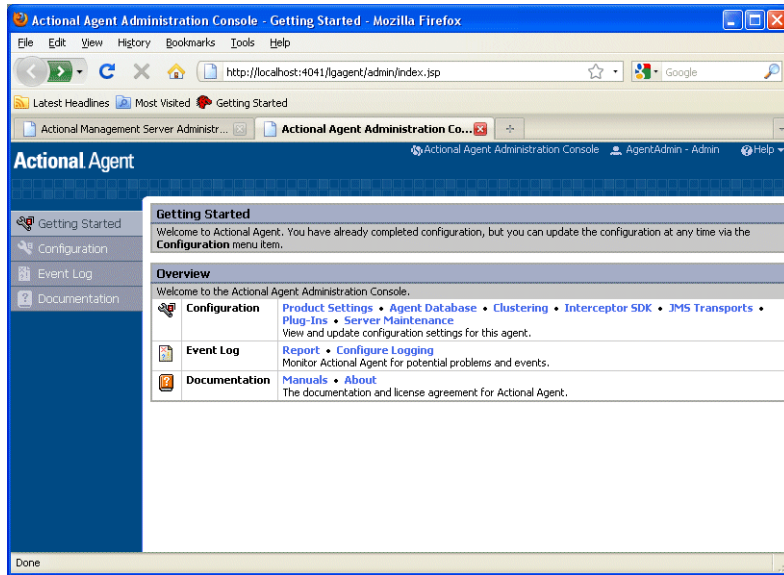 Actional Agent Administration Console - Getting Started - Mozilla Firefox
File Edit View History Bookmarks Tools Help
http://localhost:4041/lgagent/admin/index.jsp
Google
Latest Headlines Most Visited Getting Started
Actional Management Server Administr...
Actional Agent Administration Co...
Actional Agent
Actional Agent Administration Console AgentAdmin - Admin Help
Getting Started
Configuration
Event Log
Documentation
Getting Started
Welcome to Actional Agent. You have already completed configuration, but you can update the configuration at any time via the
Configuration menu item.
Overview
Welcome to the Actional Agent Administration Console.
Configuration
Product Settings • Agent Database • Clustering • Interceptor SDK • JMS Transports •
Plug-Ins • Server Maintenance
View and update configuration settings for this agent.
Event Log
Report • Configure Logging
Monitor Actional Agent for potential problems and events.
Documentation
Manuals • About
The documentation and license agreement for Actional Agent.
Done